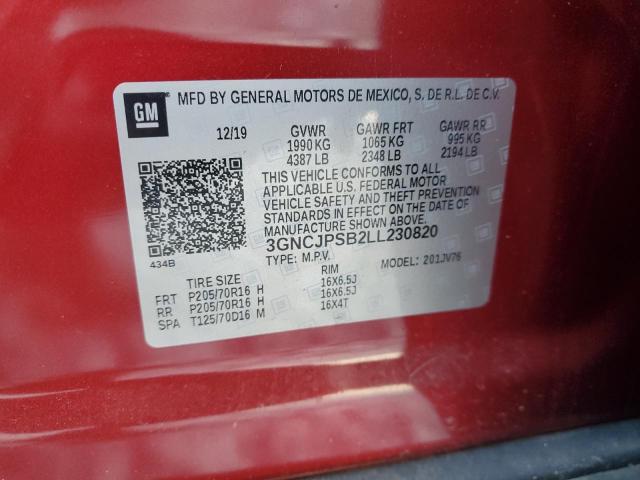 GM MFD BY GENERAL MOTORS DE MEXICO, S. DE R.L. DE C.V.
12/19 GVWR GAWR FRT GAWR RR
1990 KG 1065 KG 995 KG
4387 LB 2348 LB 2194 LB
THIS VEHICLE CONFORMS TO ALL
APPLICABLE U.S. FEDERAL MOTOR
VEHICLE SAFETY AND THEFT PREVENTION
STANDARDS IN EFFECT ON THE DATE OF
MANUFACTURE SHOWN ABOVE.
434B 3GNCJPSB2LL230820
TYPE: M.P.V. MODEL: 201JV76
TIRE SIZE RIM
FRT P205/70R16 H 16X6.5J
RR P205/70R16 H 16X6.5J
SPA T125/70D16 M 16X4T